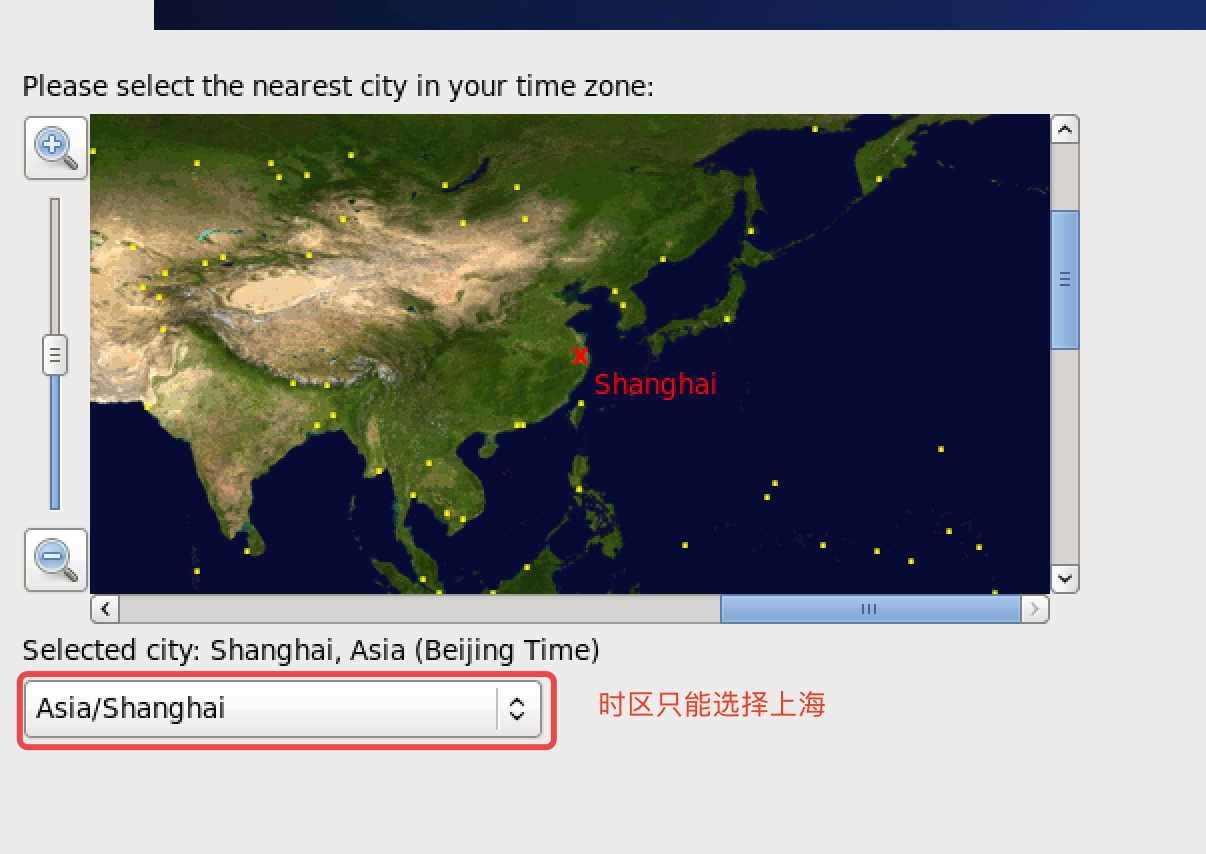 Please select the nearest city in your time zone:
Shanghai
Selected city: Shanghai, Asia (Beijing Time)
Asia/Shanghai
时区只能选择上海